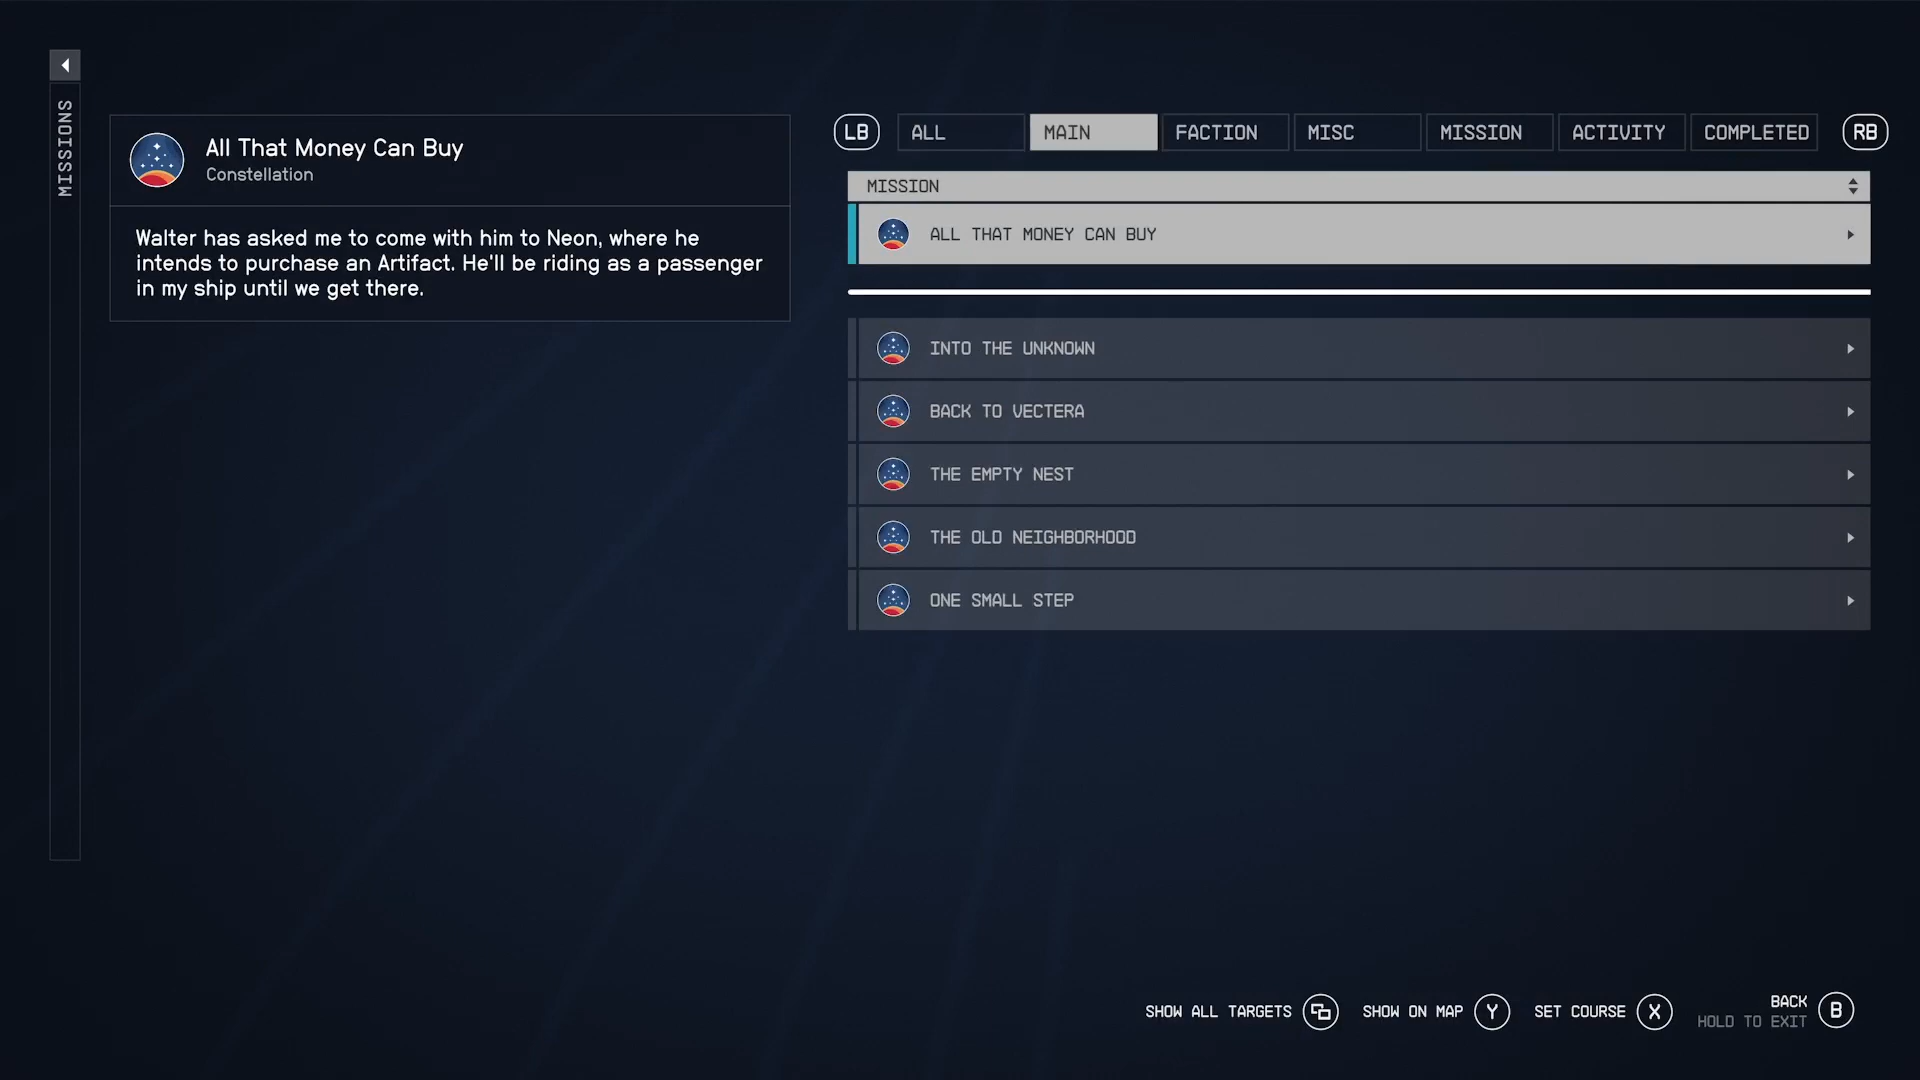 MISSIONS
All That Money Can Buy
Constellation
Walter has asked me to come with him to Neon, where he
intends to purchase an Artifact. He'll be riding as a passenger
in my ship until we get there.
LB ALL MAIN FACTION MISC MISSION ACTIVITY COMPLETED RB
MISSION
ALL THAT MONEY CAN BUY
INTO THE UNKNOWN
BACK TO VECTERA
THE EMPTY NEST
THE OLD NEIGHBORHOOD
ONE SMALL STEP
SHOW ALL TARGETS SHOW ON MAP Y SET COURSE X BACK B
HOLD TO EXIT